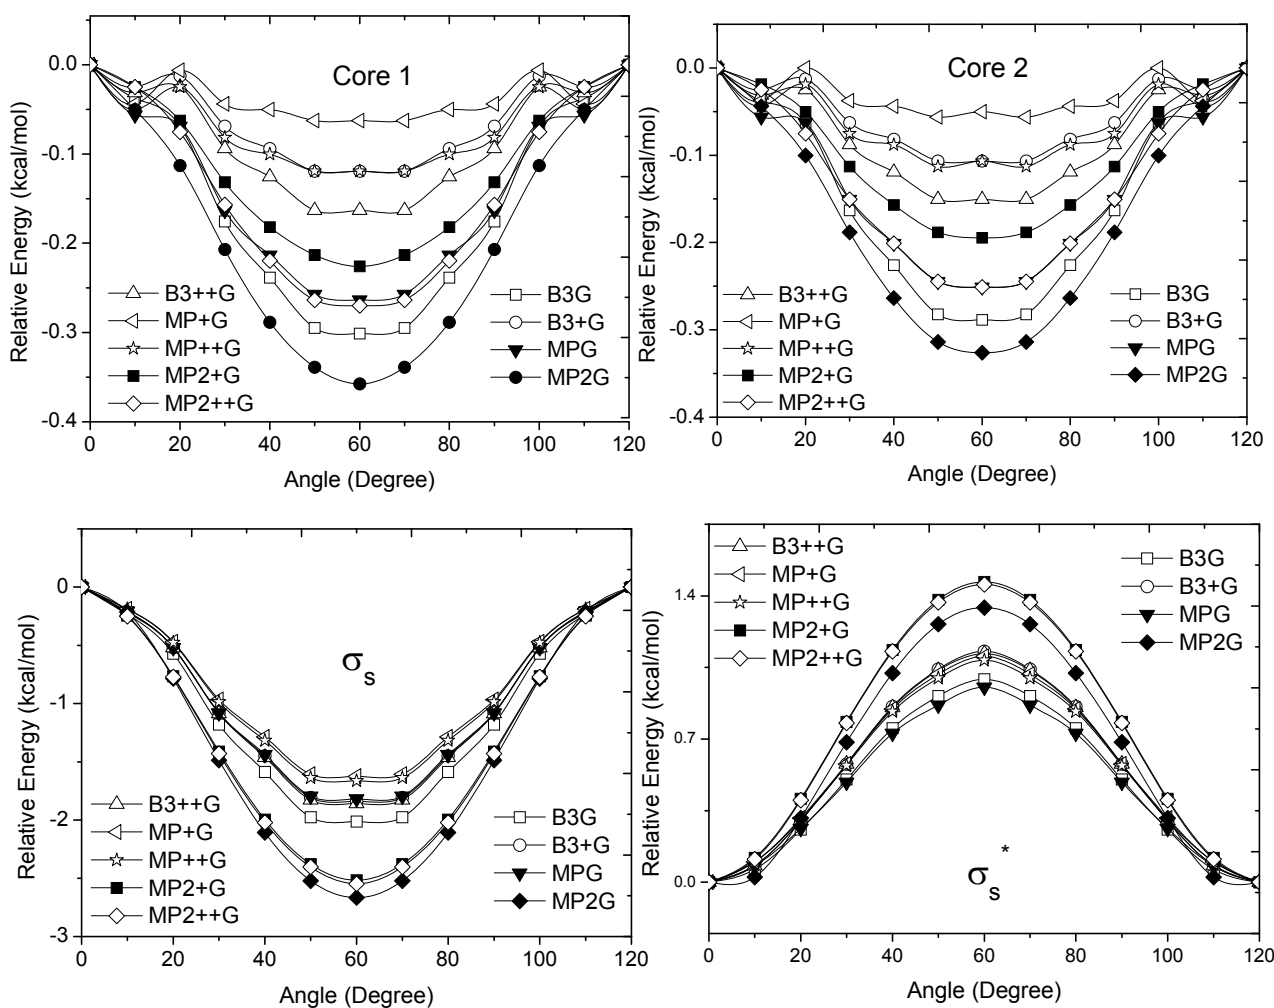 Core 1
Relative Energy (kcal/mol)
0.0
-0.1
-0.2
-0.3
-0.4
B3++G
MP+G
MP++G
MP2+G
MP2++G
B3G
B3+G
MPG
MP2G
0 20 40 60 80 100 120
Angle (Degree)
Core 2
Relative Energy (kcal/mol)
0.0
-0.1
-0.2
-0.3
-0.4
B3++G
MP+G
MP++G
MP2+G
MP2++G
B3G
B3+G
MPG
MP2G
0 20 40 60 80 100 120
Angle (Degree)
σs
Relative Energy (kcal/mol)
0
-1
-2
-3
B3++G
MP+G
MP++G
MP2+G
MP2++G
B3G
B3+G
MPG
MP2G
0 20 40 60 80 100 120
Angle (Degree)
B3++G
MP+G
MP++G
MP2+G
MP2++G
B3G
B3+G
MPG
MP2G
Relative Energy (kcal/mol)
1.4
0.7
0.0
σs*
0 20 40 60 80 100 120
Angle (Degree)